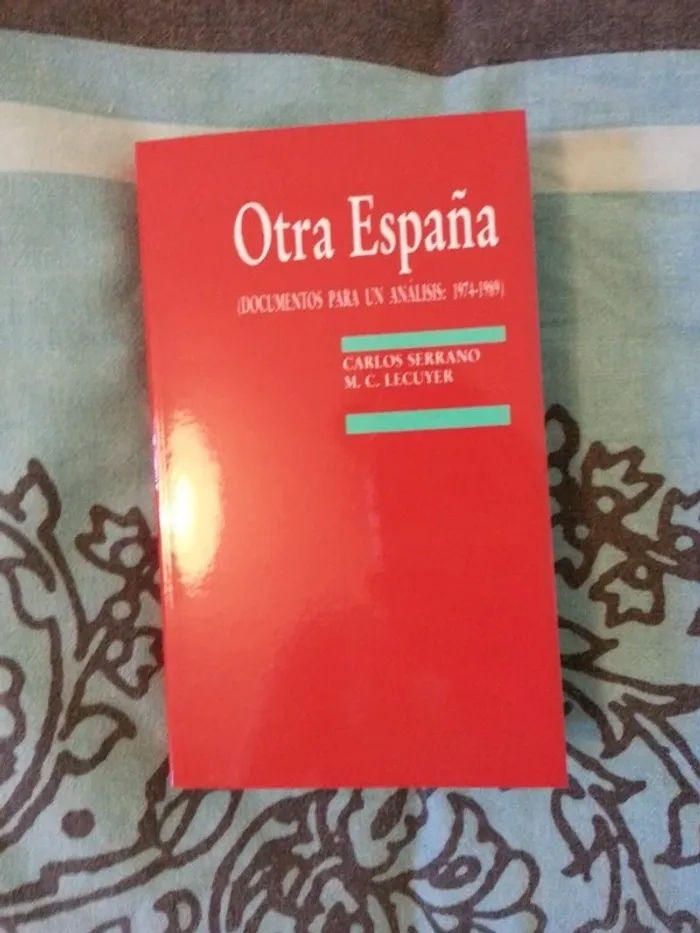 Otra España
(DOCUMENTOS PARA UN ANÁLISIS: 1974-1989)
CARLOS SERRANO
M. C. LECUYER